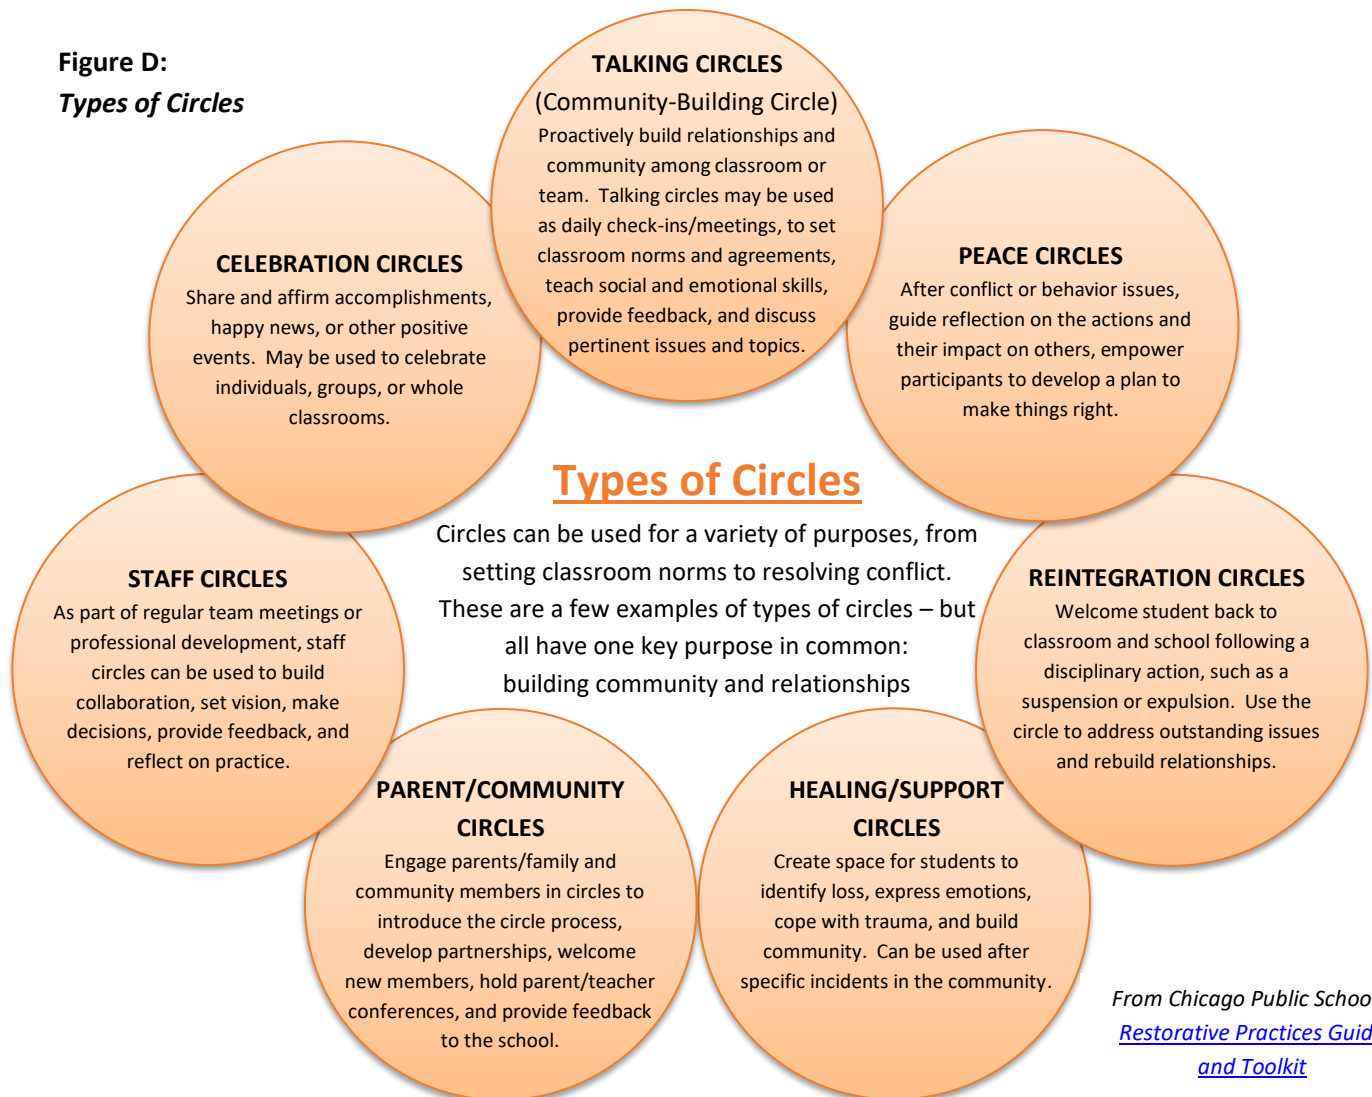 Figure D:
Types of Circles
TALKING CIRCLES
(Community-Building Circle)
Proactively build relationships and
community among classroom or
team.  Talking circles may be used
as daily check-ins/meetings, to set
classroom norms and agreements,
teach social and emotional skills,
provide feedback, and discuss
pertinent issues and topics.
CELEBRATION CIRCLES
Share and affirm accomplishments,
happy news, or other positive
events.  May be used to celebrate
individuals, groups, or whole
classrooms.
PEACE CIRCLES
After conflict or behavior issues,
guide reflection on the actions and
their impact on others, empower
participants to develop a plan to
make things right.
Types of Circles
Circles can be used for a variety of purposes, from
setting classroom norms to resolving conflict.
These are a few examples of types of circles – but
all have one key purpose in common:
building community and relationships
STAFF CIRCLES
As part of regular team meetings or
professional development, staff
circles can be used to build
collaboration, set vision, make
decisions, provide feedback, and
reflect on practice.
REINTEGRATION CIRCLES
Welcome student back to
classroom and school following a
disciplinary action, such as a
suspension or expulsion.  Use the
circle to address outstanding issues
and rebuild relationships.
PARENT/COMMUNITY
CIRCLES
Engage parents/family and
community members in circles to
introduce the circle process,
develop partnerships, welcome
new members, hold parent/teacher
conferences, and provide feedback
to the school.
HEALING/SUPPORT
CIRCLES
Create space for students to
identify loss, express emotions,
cope with trauma, and build
community.  Can be used after
specific incidents in the community.
From Chicago Public Schoo
Restorative Practices Guid
and Toolkit